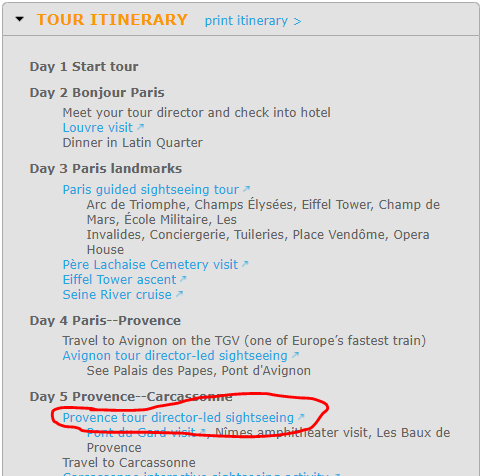 TOUR ITINERARY print itinerary >
Day 1 Start tour
Day 2 Bonjour Paris
Meet your tour director and check into hotel
Louvre visit
Dinner in Latin Quarter
Day 3 Paris landmarks
Paris guided sightseeing tour
Arc de Triomphe, Champs Élysées, Eiffel Tower, Champ de
Mars, École Militaire, Les
Invalides, Conciergerie, Tuileries, Place Vendôme, Opera
House
Père Lachaise Cemetery visit
Eiffel Tower ascent
Seine River cruise
Day 4 Paris--Provence
Travel to Avignon on the TGV (one of Europe’s fastest train)
Avignon tour director-led sightseeing
See Palais des Papes, Pont d'Avignon
Day 5 Provence--Carcassonne
Provence tour director-led sightseeing
Pont du Gard visit, Nîmes amphitheater visit, Les Baux de
Provence
Travel to Carcassonne
Carcassonne interactive sightseeing activity